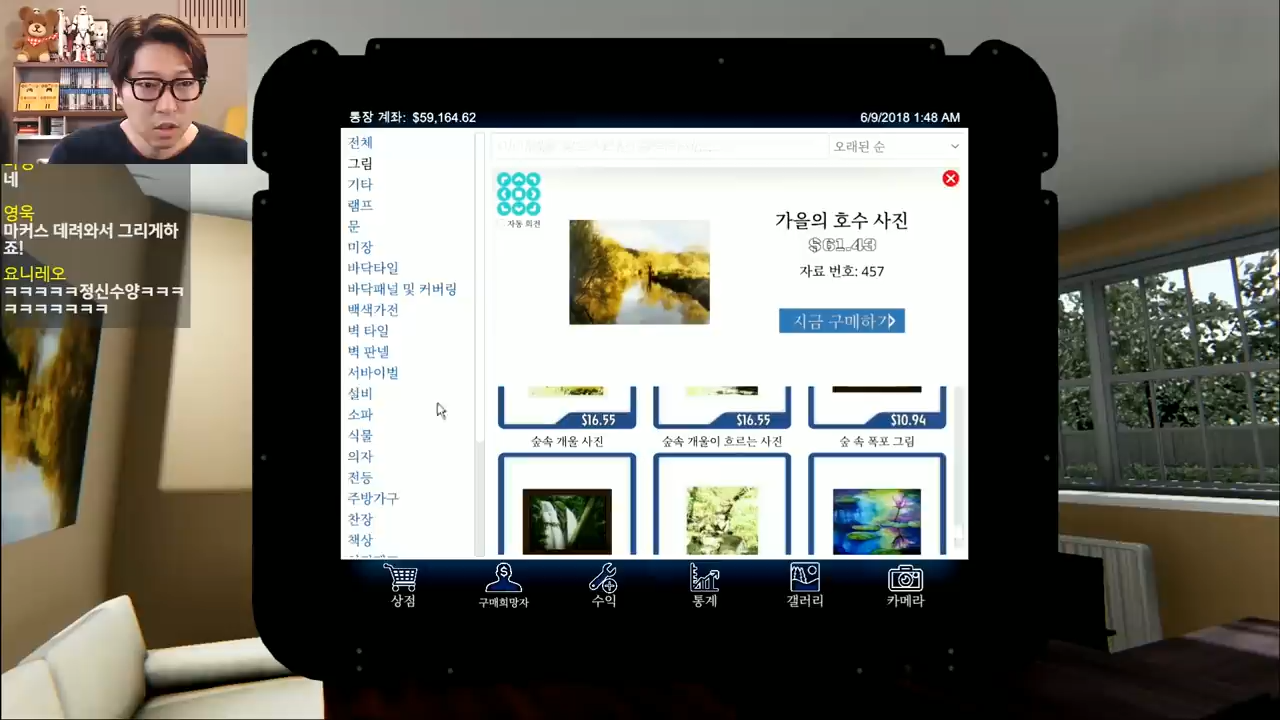 네
영욱
마커스 데려와서 그리게하
죠!
요니레오
ㅋㅋㅋㅋㅋ정신수양ㅋㅋㅋ
ㅋㅋㅋㅋㅋㅋㅋ
통장 계좌: $59,164.62
6/9/2018 1:48 AM
전체
그림
기타
램프
문
미장
바닥타일
바닥패널 및 커버링
백색가전
벽 타일
벽 판넬
서바이벌
설비
소파
식물
의자
전등
주방가구
찬장
책상
오래된 순
자동 회전
가을의 호수 사진
$61.43
자료 번호: 457
지금 구매하기
$16.55
$16.55
$10.94
숲속 개울 사진
숲속 개울이 흐르는 사진
숲 속 폭포 그림
상점
구매희망자
수익
통계
갤러리
카메라